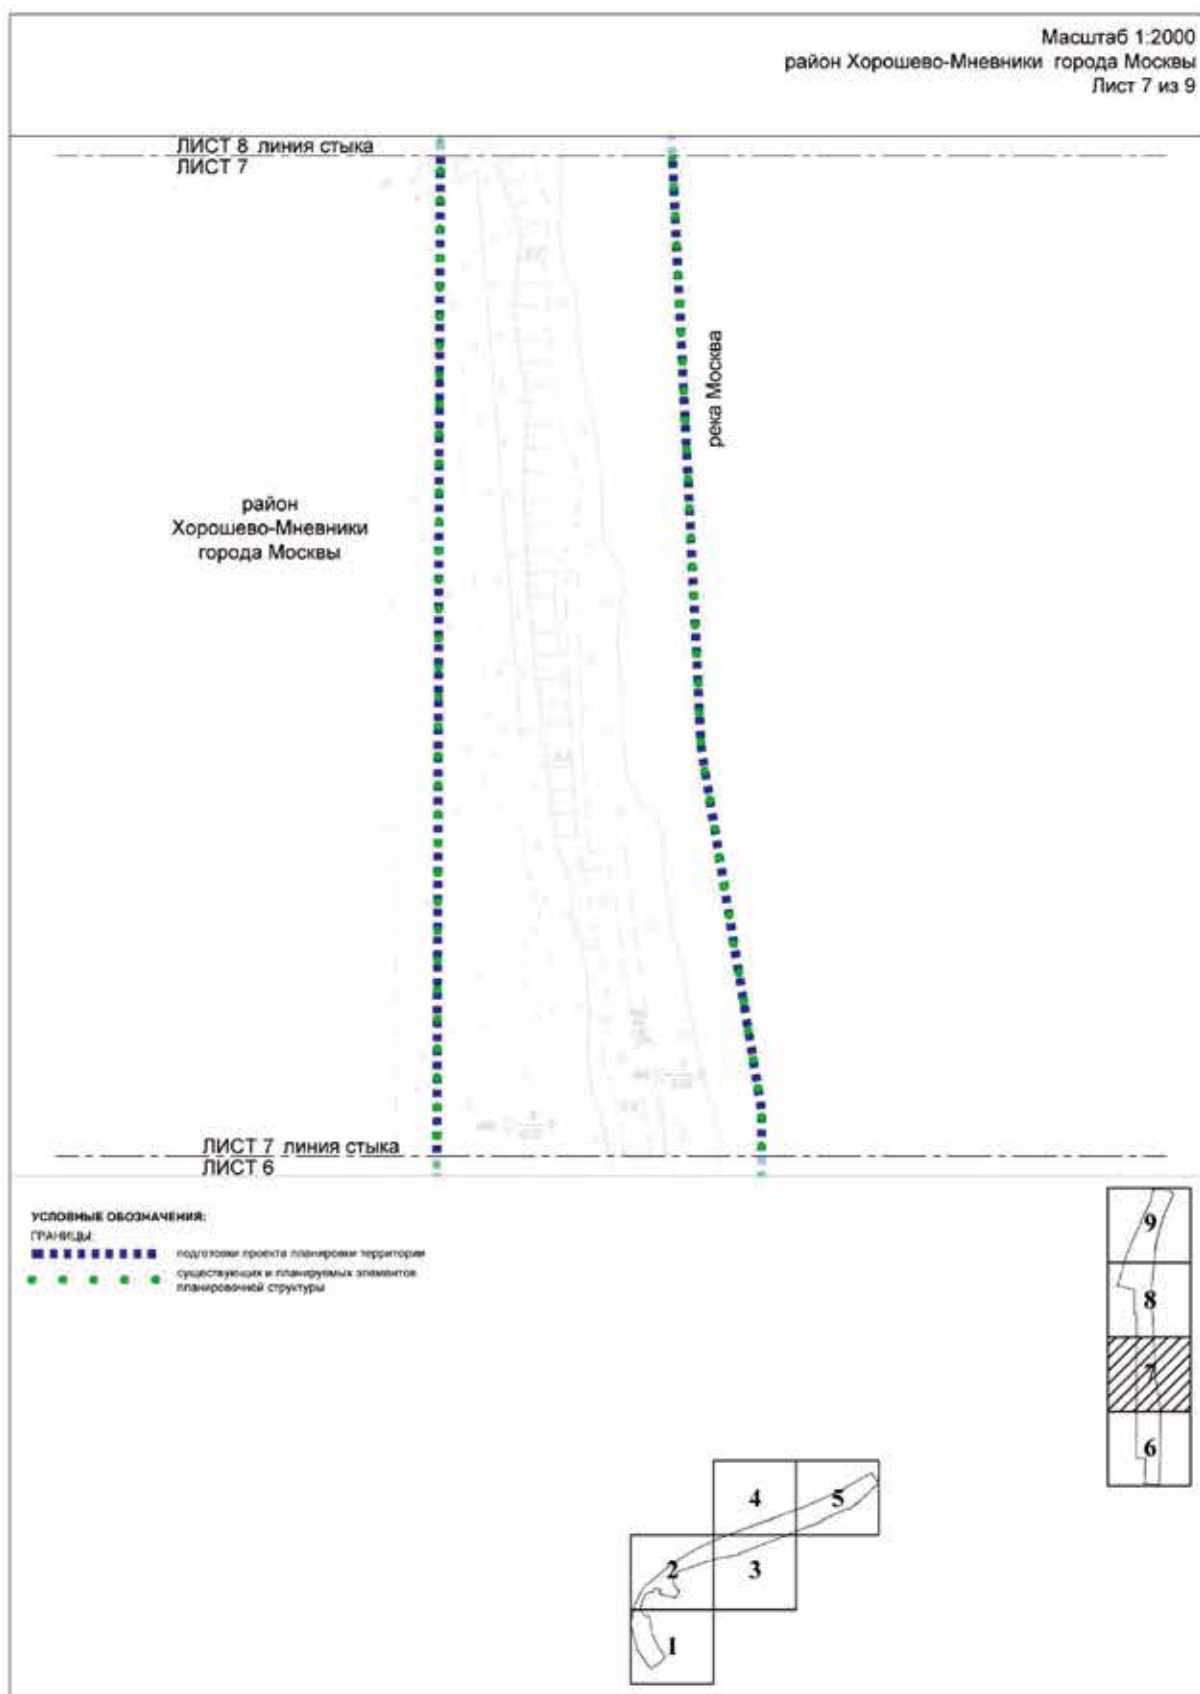 Масштаб 1:2000
район Хорошево-Мневники города Москвы
Лист 7 из 9
ЛИСТ 8 линия стыка
ЛИСТ 7
река Москва
район
Хорошево-Мневники
города Москвы
ЛИСТ 7 линия стыка
ЛИСТ 6
УСЛОВНЫЕ ОБОЗНАЧЕНИЯ:
ГРАНИЦЫ:
подготовки проекта планировки территории
существующих и планируемых элементов
планировочной структуры
9
8
7
6
4
5
2
3
1